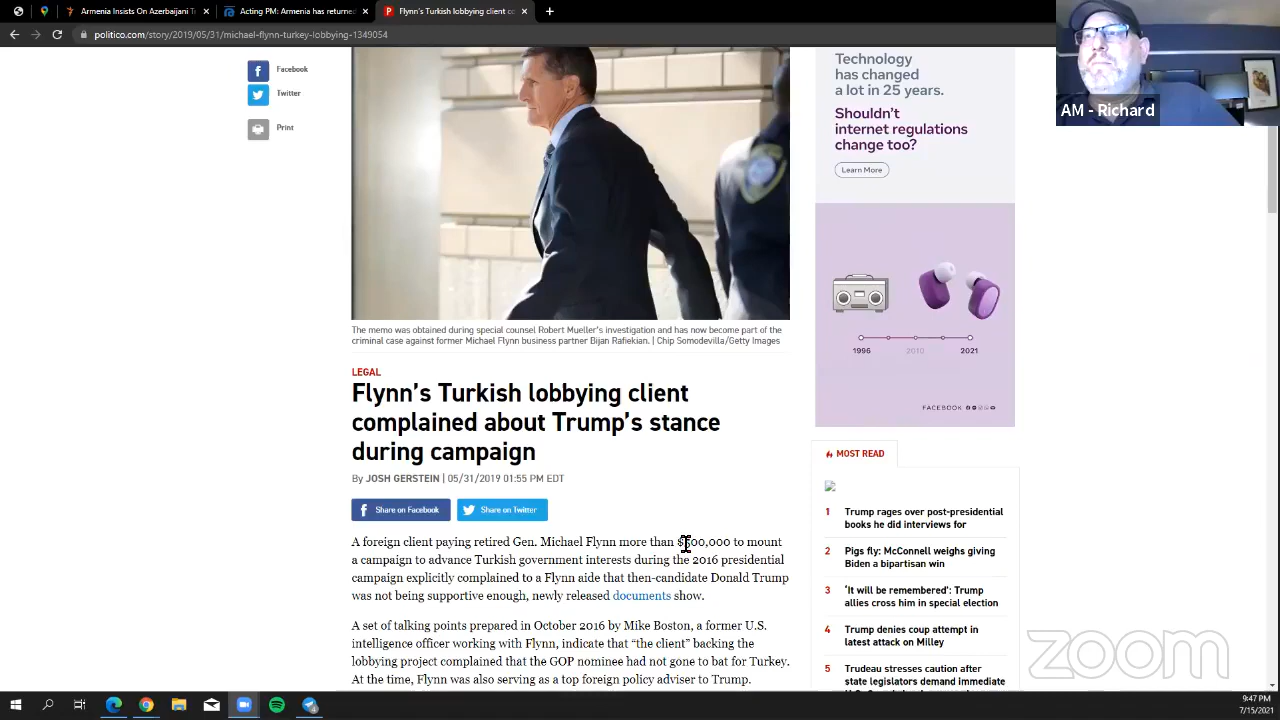 Armenia Insists On Azerbaijani T
Acting PM: Armenia has returned
Flynn's Turkish lobbying client co
politico.com/story/2019/05/31/michael-flynn-turkey-lobbying-1349054
AM - Richard
Facebook
Twitter
Print
The memo was obtained during special counsel Robert Mueller's investigation and has now become part of the
criminal case against former Michael Flynn business partner Bijan Rafiekian. | Chip Somodevilla/Getty Images
LEGAL
Flynn's Turkish lobbying client
complained about Trump's stance
during campaign
By JOSH GERSTEIN | 05/31/2019 01:55 PM EDT
Share on Facebook
Share on Twitter
A foreign client paying retired Gen. Michael Flynn more than 00,000 to mount
a campaign to advance Turkish government interests during the 2016 presidential
campaign explicitly complained to a Flynn aide that then-candidate Donald Trump
was not being supportive enough, newly released documents show.
A set of talking points prepared in October 2016 by Mike Boston, a former U.S.
intelligence officer working with Flynn, indicate that "the client" backing the
lobbying project complained that the GOP nominee had not gone to bat for Turkey.
At the time, Flynn was also serving as a top foreign policy adviser to Trump.
Technology
has changed
a lot in 25 years.
Shouldn't
internet regulations
change too?
Learn More
1996 2010 2021
FACEBOOK
MOST READ
1 Trump rages over post-presidential
books he did interviews for
2 Pigs fly: McConnell weighs giving
Biden a bipartisan win
3 'It will be remembered': Trump
allies cross him in special election
4 Trump denies coup attempt in
latest attack on Milley
5 Trudeau stresses caution after
state legislators demand immediate
zoom
9:47 PM
7/15/2021